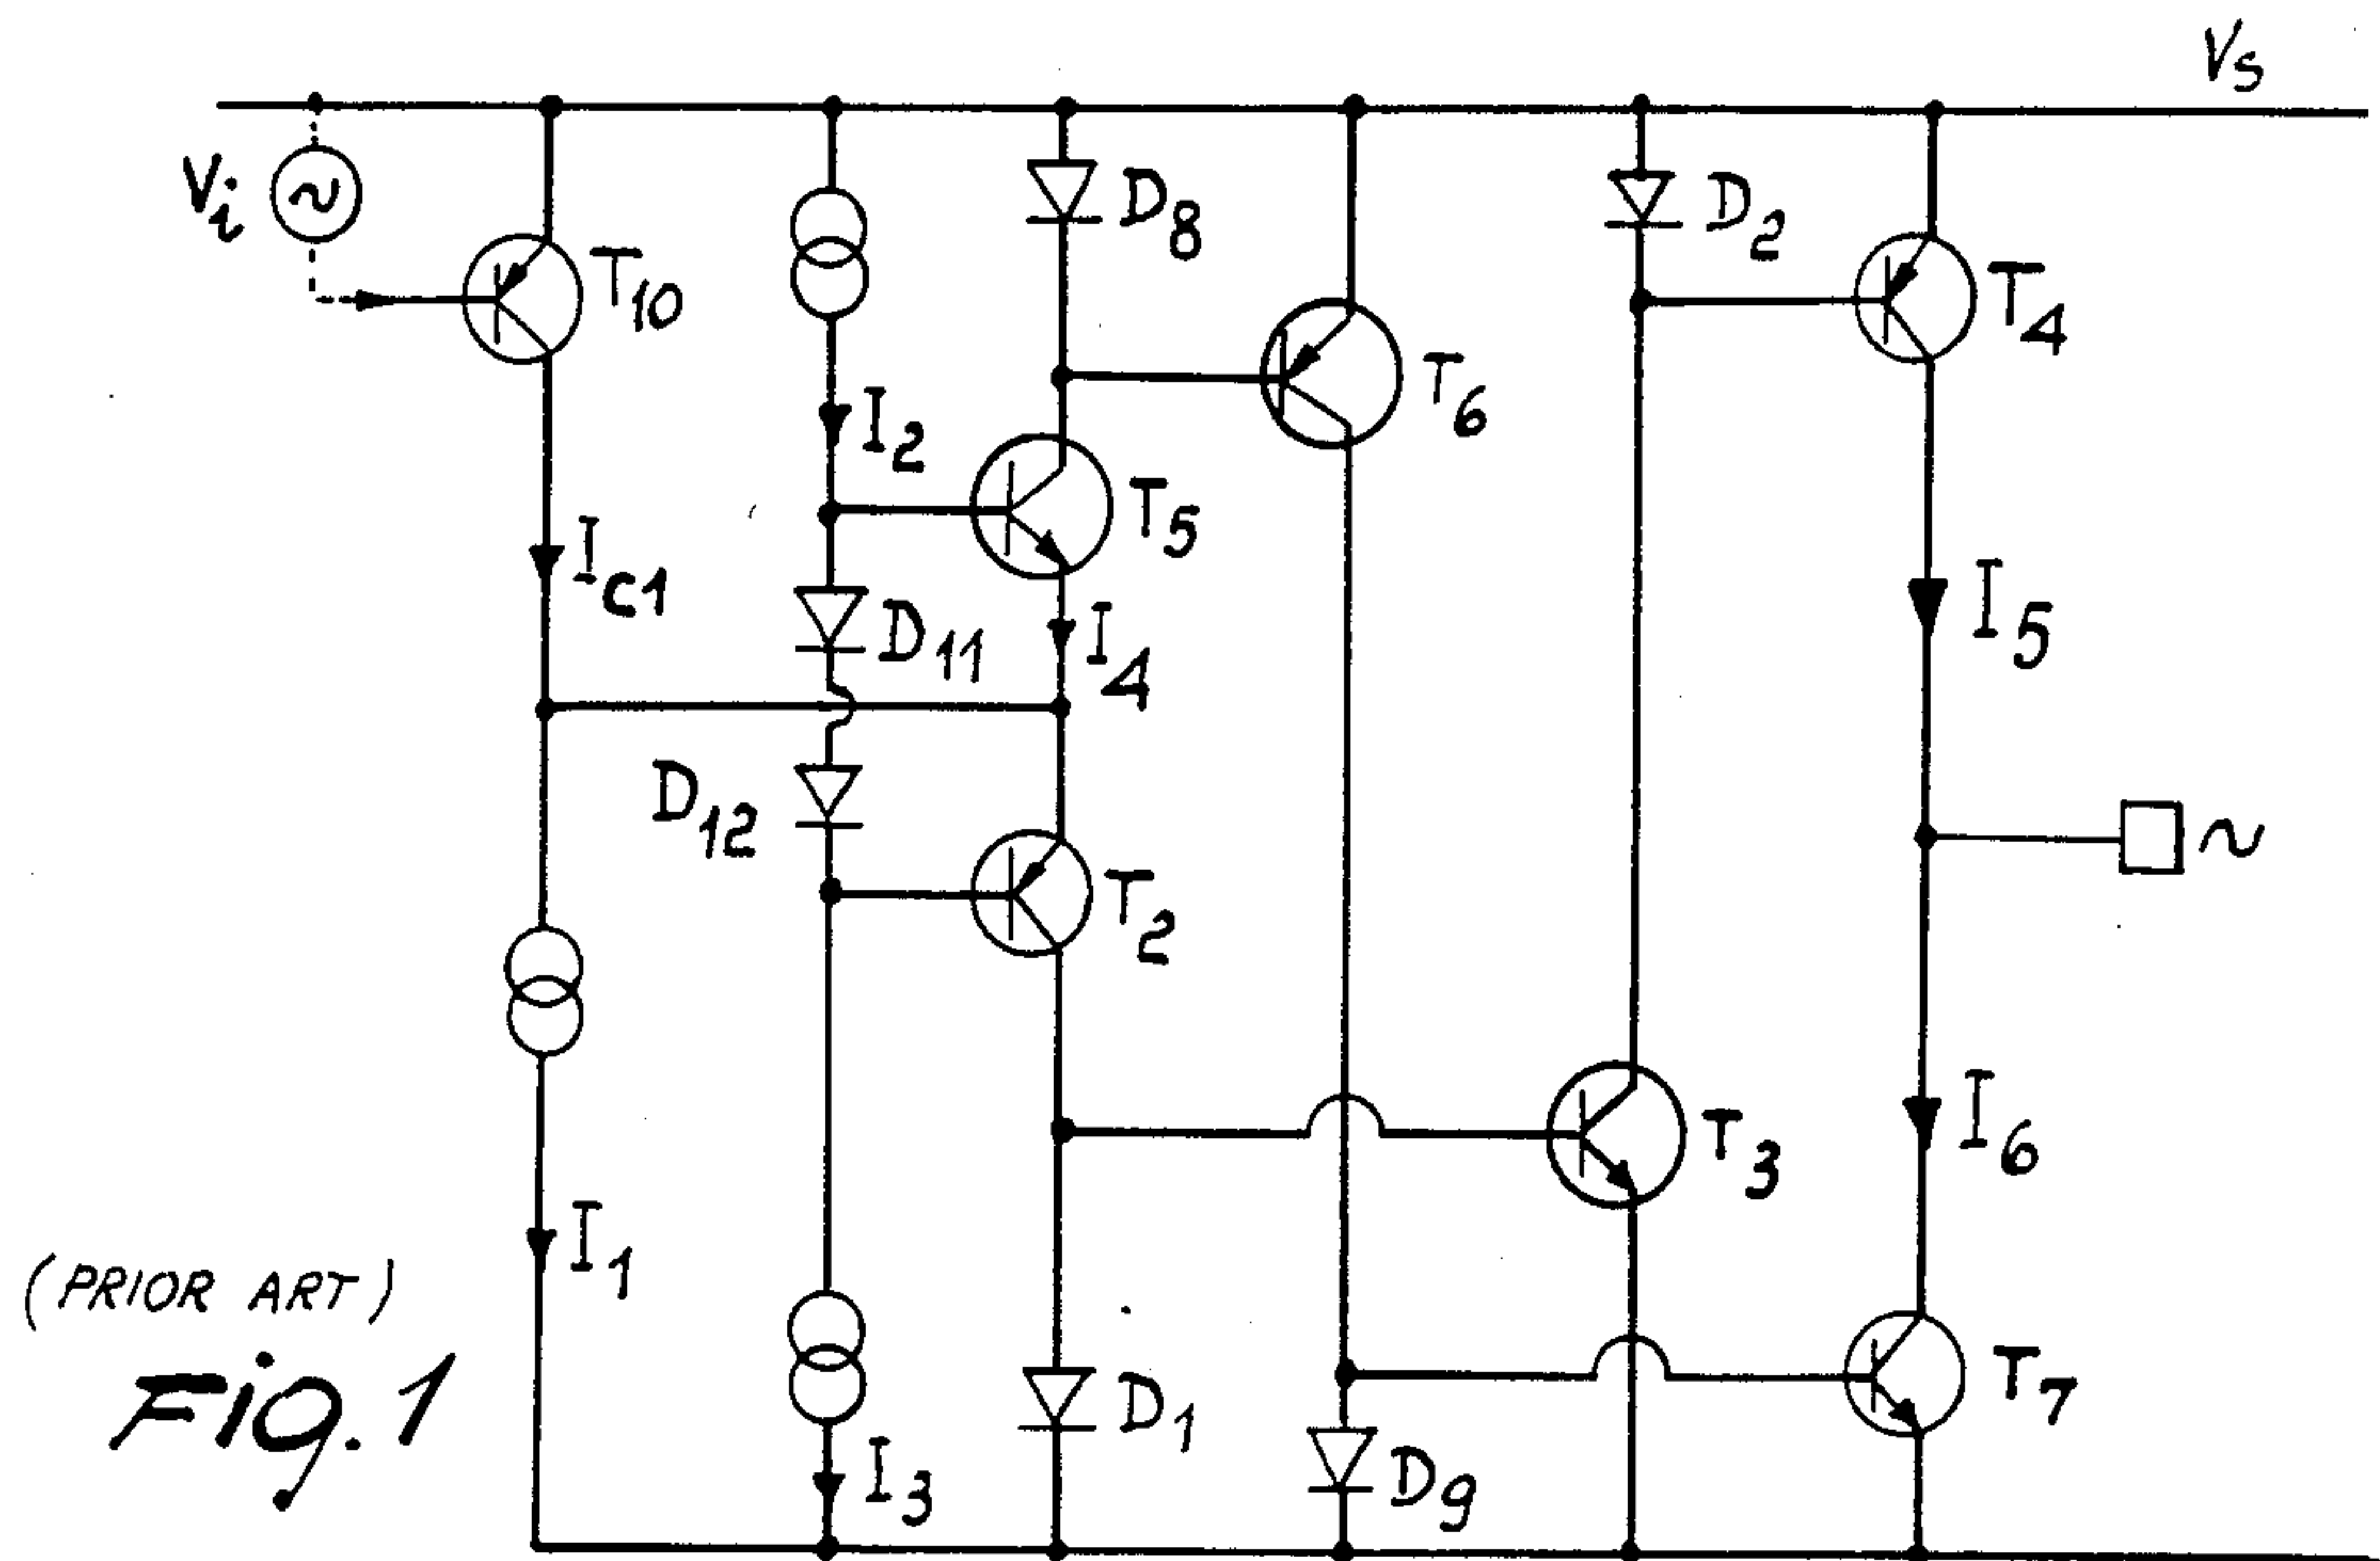 Vs
Vi
T10
D8
D2
T4
T6
I2
T5
Ic1
D11
I4
I5
D12
~
T2
T3
I6
I1
(PRIOR ART)
Fig. 1
D1
T7
I3
D9